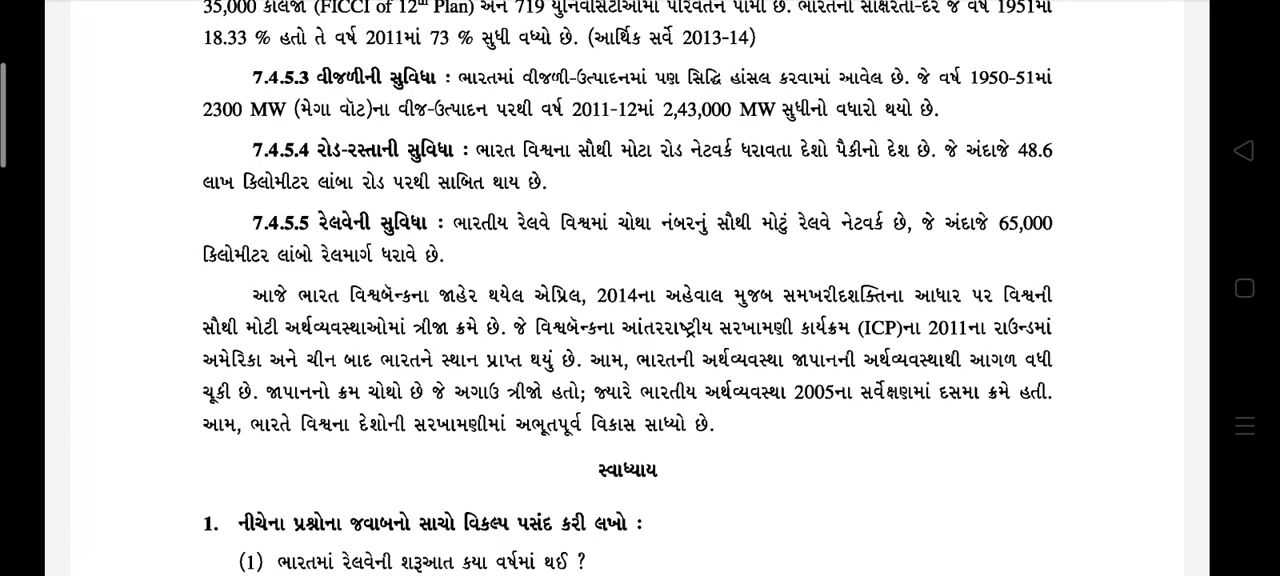 35,000 કૉલેજો (FICCI of 12th Plan) અને 719 યુનિવર્સિટીઓમાં પરિવર્તન પામી છે. ભારતનો સાક્ષરતા-દર જે વર્ષ 1951માં
18.33 % હતો તે વર્ષ 2011માં 73 % સુધી વધ્યો છે. (આર્થિક સર્વે 2013-14)
7.4.5.3 વીજળીની સુવિધા : ભારતમાં વીજળી-ઉત્પાદનમાં પણ સિદ્ધિ હાંસલ કરવામાં આવેલ છે. જે વર્ષ 1950-51માં
2300 MW (મેગા વૉટ)ના વીજ-ઉત્પાદન પરથી વર્ષ 2011-12માં 2,43,000 MW સુધીનો વધારો થયો છે.
7.4.5.4 રોડ-રસ્તાની સુવિધા : ભારત વિશ્વના સૌથી મોટા રોડ નેટવર્ક ધરાવતા દેશો પૈકીનો દેશ છે. જે અંદાજે 48.6
લાખ કિલોમીટર લાંબા રોડ પરથી સાબિત થાય છે.
7.4.5.5 રેલવેની સુવિધા : ભારતીય રેલવે વિશ્વમાં ચોથા નંબરનું સૌથી મોટું રેલવે નેટવર્ક છે, જે અંદાજે 65,000
કિલોમીટર લાંબો રેલમાર્ગ ધરાવે છે.
આજે ભારત વિશ્વબૅન્કના જાહેર થયેલ એપ્રિલ, 2014ના અહેવાલ મુજબ સમખરીદશક્તિના આધાર પર વિશ્વની
સૌથી મોટી અર્થવ્યવસ્થાઓમાં ત્રીજા ક્રમે છે. જે વિશ્વબૅન્કના આંતરરાષ્ટ્રીય સરખામણી કાર્યક્રમ (ICP)ના 2011ના રાઉન્ડમાં
અમેરિકા અને ચીન બાદ ભારતને સ્થાન પ્રાપ્ત થયું છે. આમ, ભારતની અર્થવ્યવસ્થા જાપાનની અર્થવ્યવસ્થાથી આગળ વધી
ચૂકી છે. જાપાનનો ક્રમ ચોથો છે જે અગાઉ ત્રીજો હતો; જ્યારે ભારતીય અર્થવ્યવસ્થા 2005ના સર્વેક્ષણમાં દસમા ક્રમે હતી.
આમ, ભારતે વિશ્વના દેશોની સરખામણીમાં અભૂતપૂર્વ વિકાસ સાધ્યો છે.
સ્વાધ્યાય
1. નીચેના પ્રશ્નોના જવાબનો સાચો વિકલ્પ પસંદ કરી લખો :
(1) ભારતમાં રેલવેની શરૂઆત કયા વર્ષમાં થઈ ?